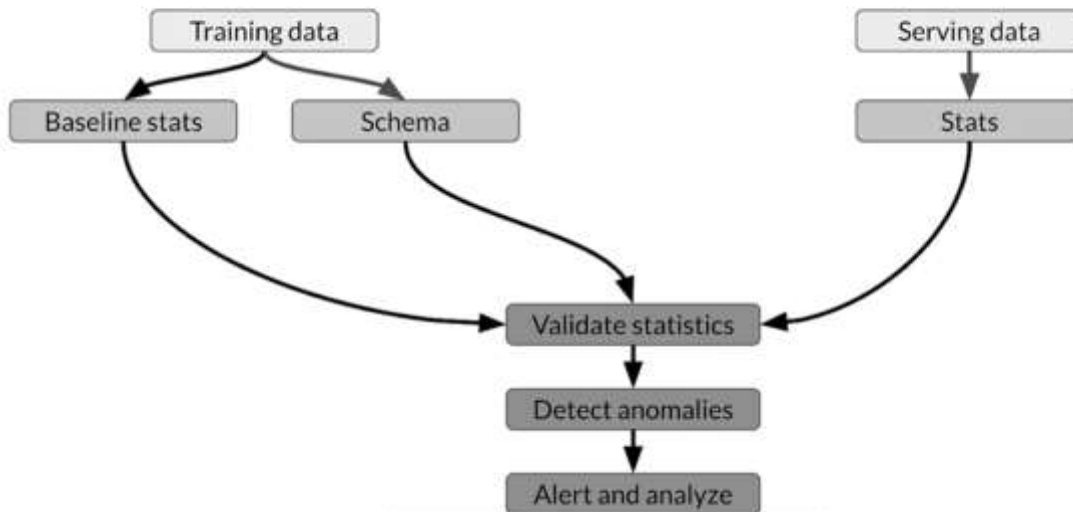 Training data
Serving data
Baseline stats
Schema
Stats
Validate statistics
Detect anomalies
Alert and analyze